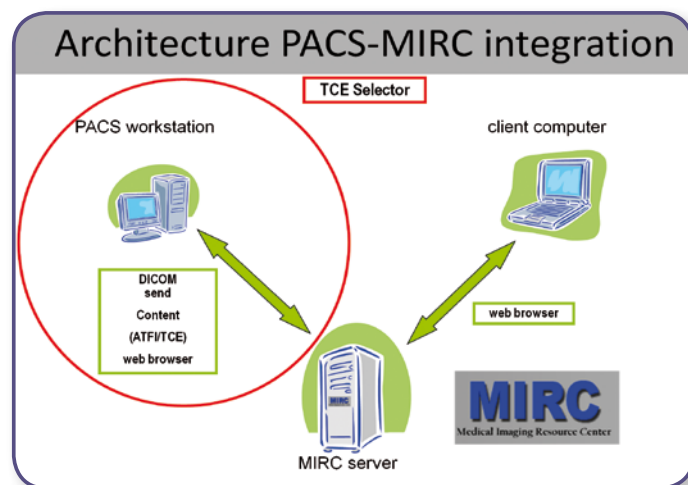 Architecture PACS-MIRC integration
TCE Selector
PACS workstation
client computer
DICOM
send
Content
(ATFI/TCE)
web browser
web browser
MIRC
MIRC
Medical Imaging Resource Center
MIRC server